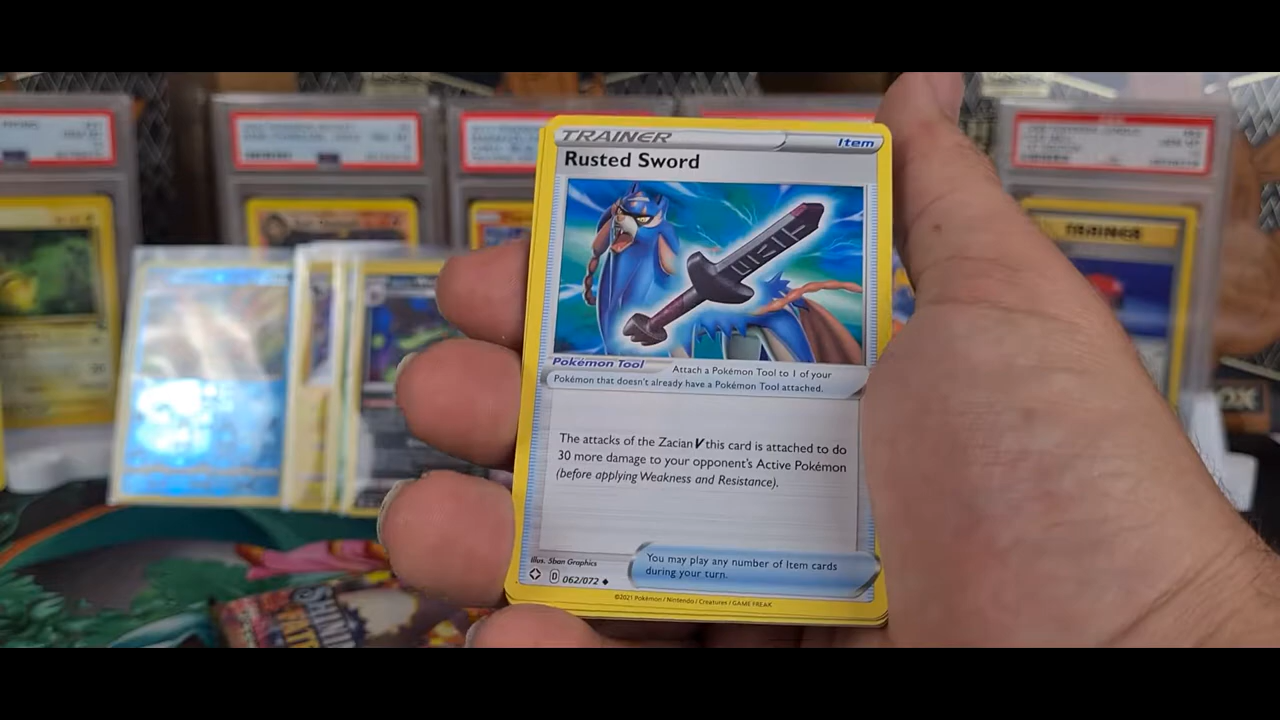 TRAINER
Item
Rusted Sword
Pokémon Tool
Attach a Pokémon Tool to 1 of your
Pokémon that doesn't already have a Pokémon Tool attached.
The attacks of the Zacian V this card is attached to do
30 more damage to your opponent's Active Pokémon
(before applying Weakness and Resistance).
You may play any number of Item cards
during your turn.
Illus. 5ban Graphics
D 062/072
©2021 Pokémon / Nintendo / Creatures / GAME FREAK
TRAINER